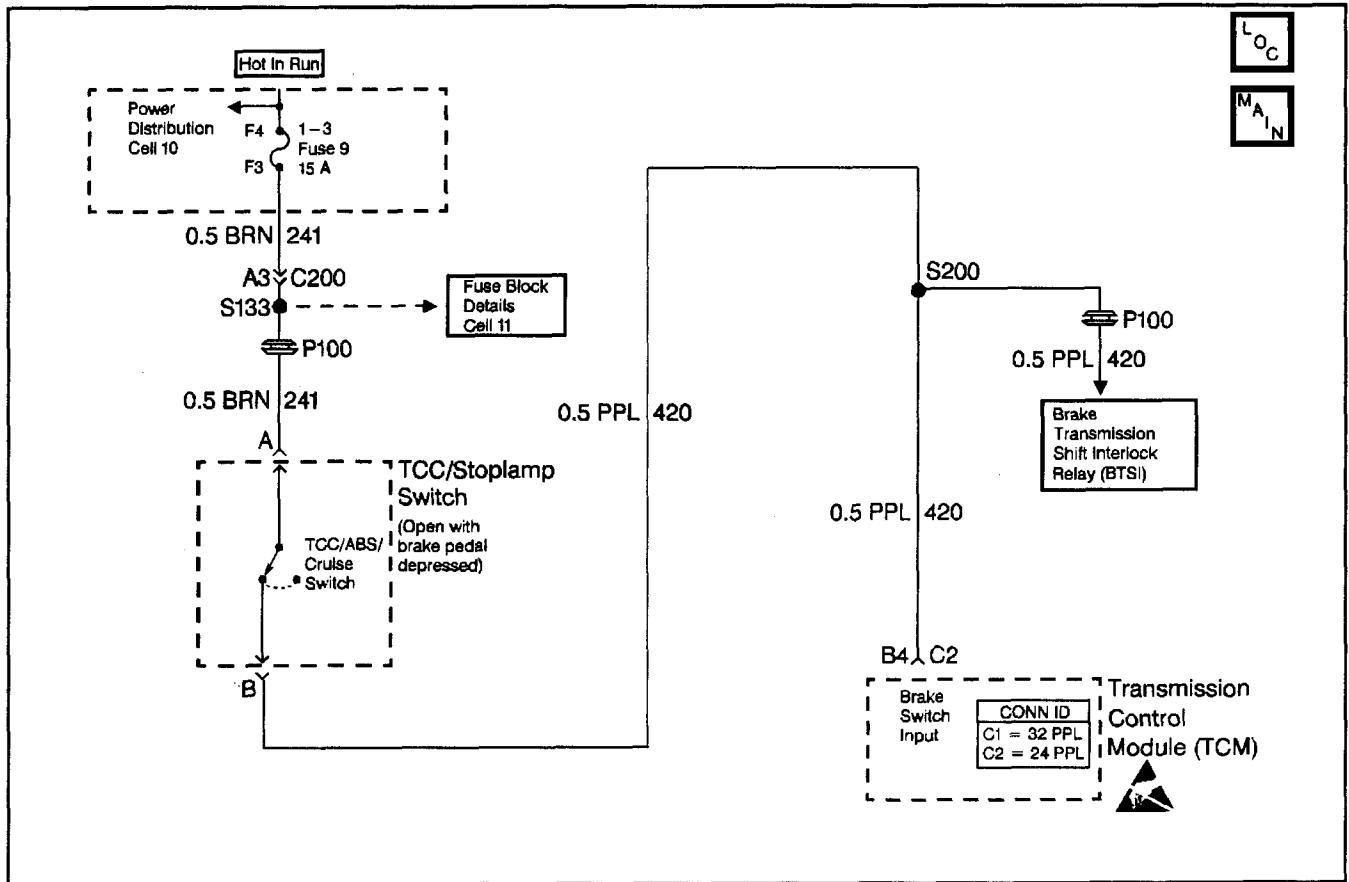 LOC
MAIN
Hot In Run
Power
Distribution
Cell 10
F4
1-3
Fuse 9
F3
15 A
0.5 BRN 241
A3 C200
S133
Fuse Block
Details
Cell 11
P100
0.5 BRN 241
A
TCC/Stoplamp
Switch
(Open with
brake pedal
depressed)
TCC/ABS/
Cruise
Switch
B
0.5 PPL 420
S200
P100
0.5 PPL 420
Brake
Transmission
Shift Interlock
Relay (BTSI)
0.5 PPL 420
B4 C2
Brake
Switch
Input
CONN ID
C1 = 32 PPL
C2 = 24 PPL
Transmission
Control
Module (TCM)